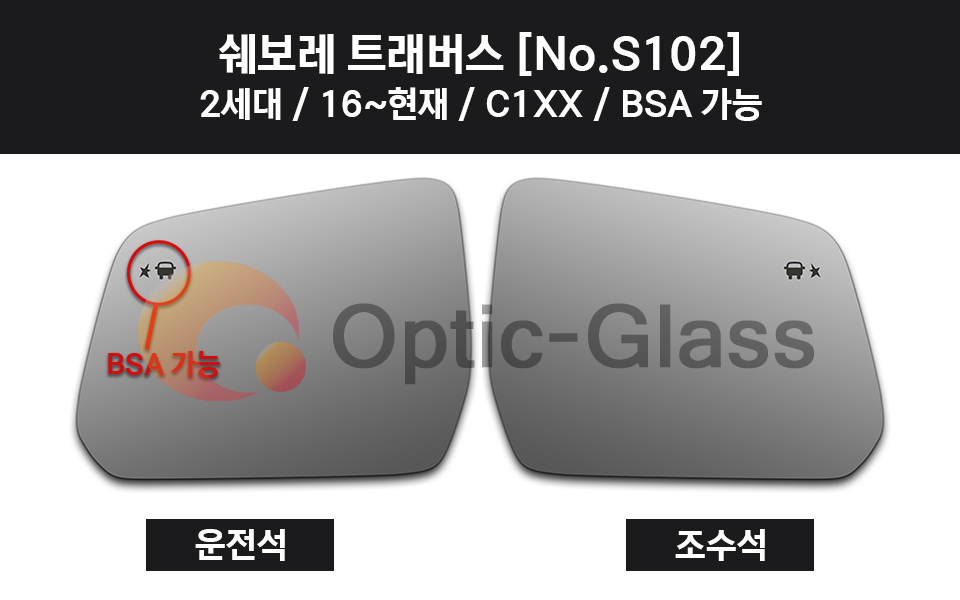 쉐보레 트래버스 [No.S102]
2세대 / 16~현재 / C1XX / BSA 가능
Optic-Glass
BSA 가능
운전석
조수석